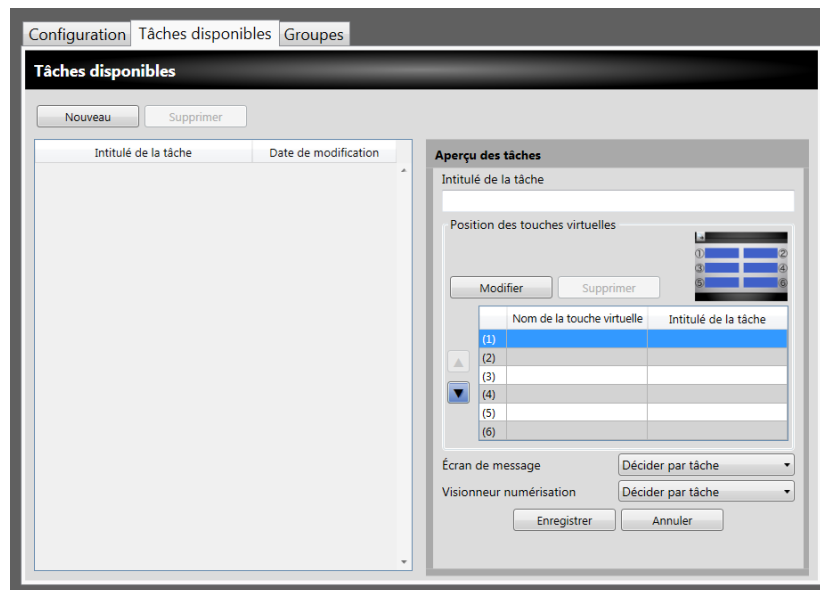 Configuration Tâches disponibles Groupes
Tâches disponibles
Nouveau Supprimer
Intitulé de la tâche Date de modification
Aperçu des tâches
Intitulé de la tâche
Position des touches virtuelles
① ②
③ ④
⑤ ⑥
Modifier Supprimer
Nom de la touche virtuelle Intitulé de la tâche
(1)
(2)
(3)
(4)
(5)
(6)
Écran de message Décider par tâche
Visionneur numérisation Décider par tâche
Enregistrer Annuler